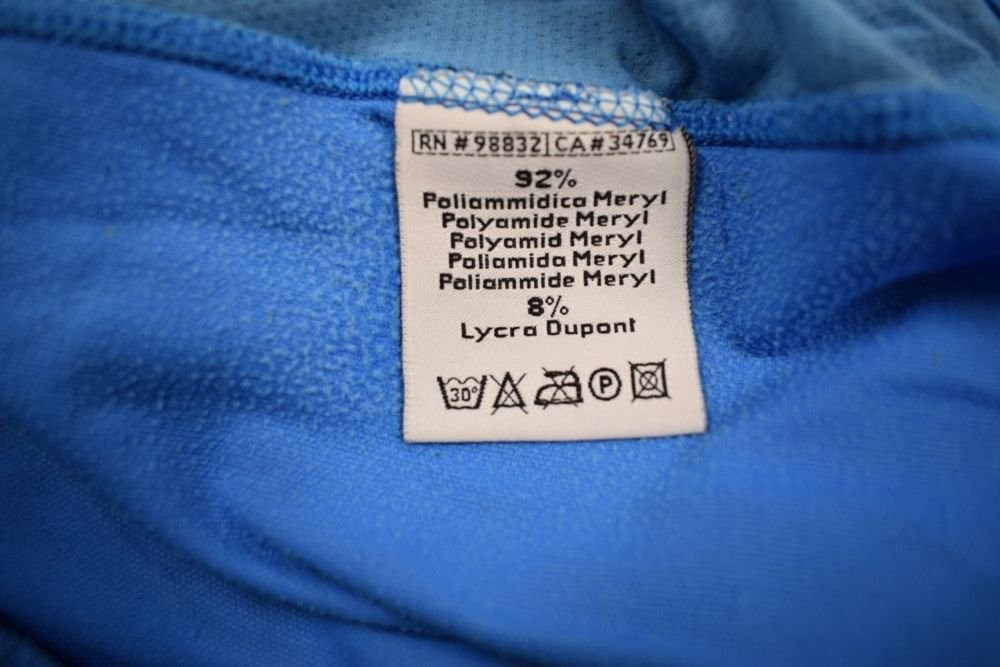 RN # 98832 CA # 34769
92%
Poliammidica Meryl
Polyamide Meryl
Polyamid Meryl
Poliamida Meryl
Poliammide Meryl
8%
Lycra Dupont
30° P